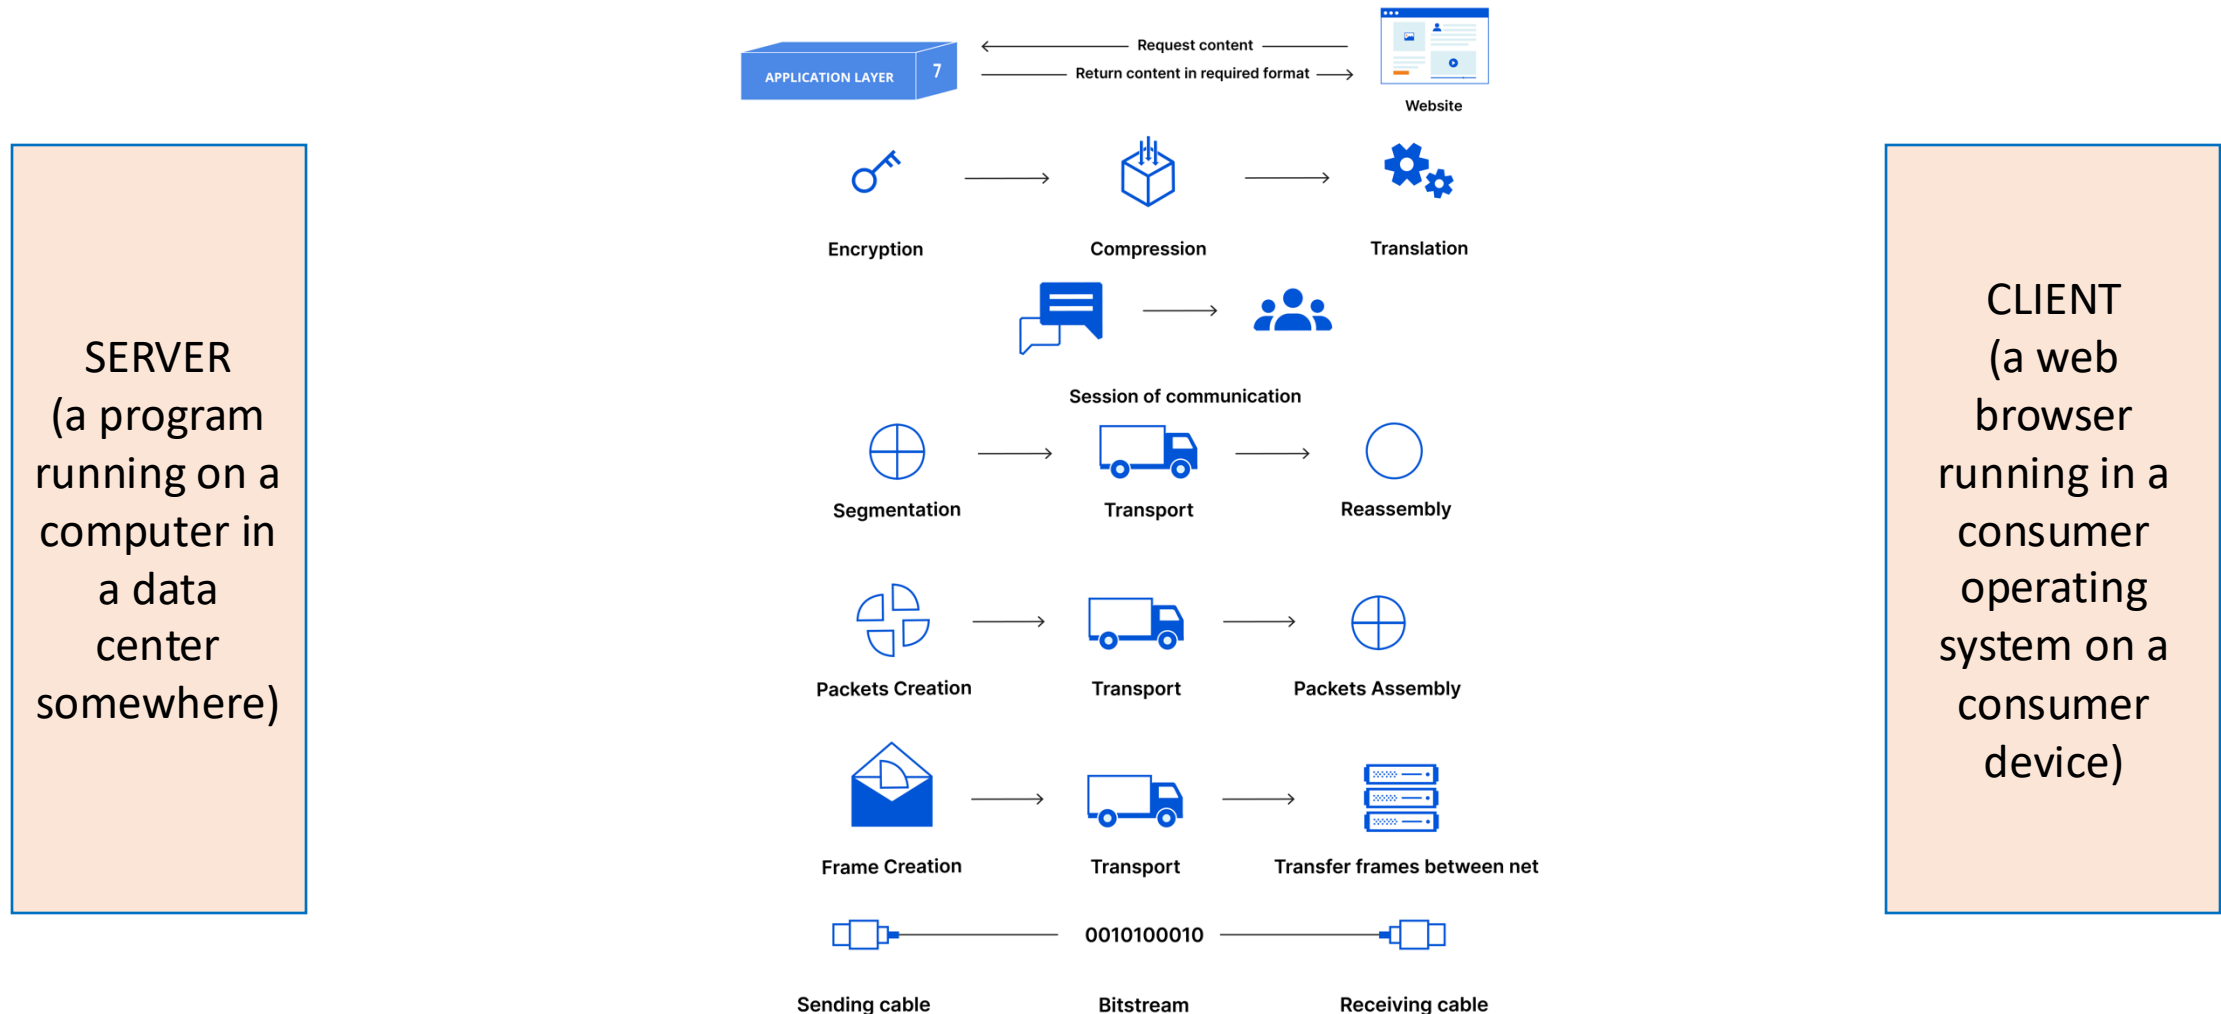 Request content
Return content in required format
APPLICATION LAYER
7
Website
Encryption
Compression
Translation
Session of communication
Segmentation
Transport
Reassembly
Packets Creation
Transport
Packets Assembly
Frame Creation
Transport
Transfer frames between net
0010100010
Sending cable
Bitstream
Receiving cable
SERVER
(a program
running on a
computer in
a data
center
somewhere)
CLIENT
(a web
browser
running in a
consumer
operating
system on a
consumer
device)